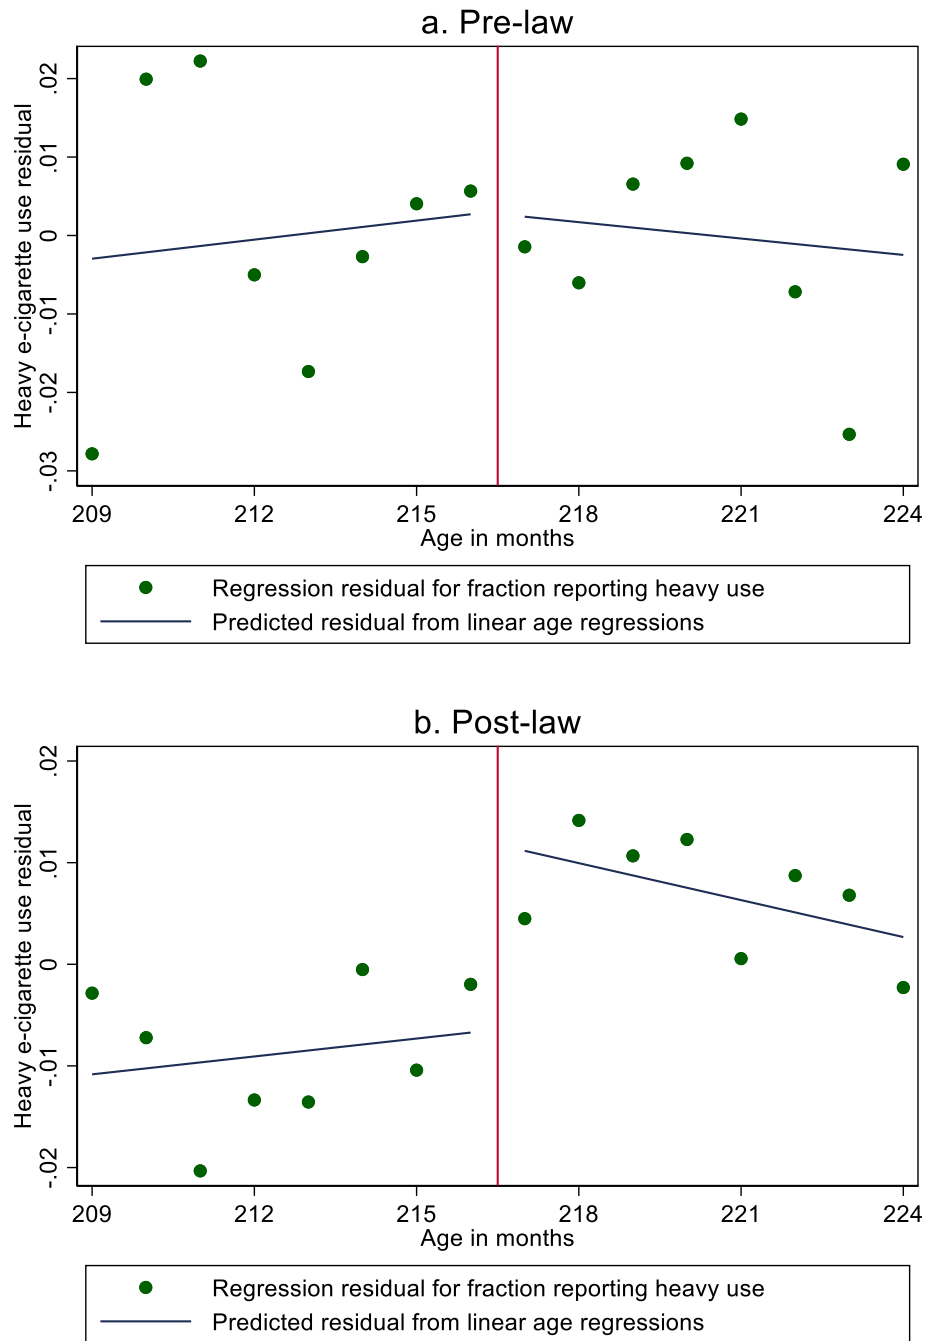 a. Pre-law
Heavy e-cigarette use residual
.02
.01
0
-.01
-.02
-.03
209 212 215 218 221 224
Age in months
Regression residual for fraction reporting heavy use
Predicted residual from linear age regressions
b. Post-law
Heavy e-cigarette use residual
.02
.01
0
-.01
-.02
209 212 215 218 221 224
Age in months
Regression residual for fraction reporting heavy use
Predicted residual from linear age regressions